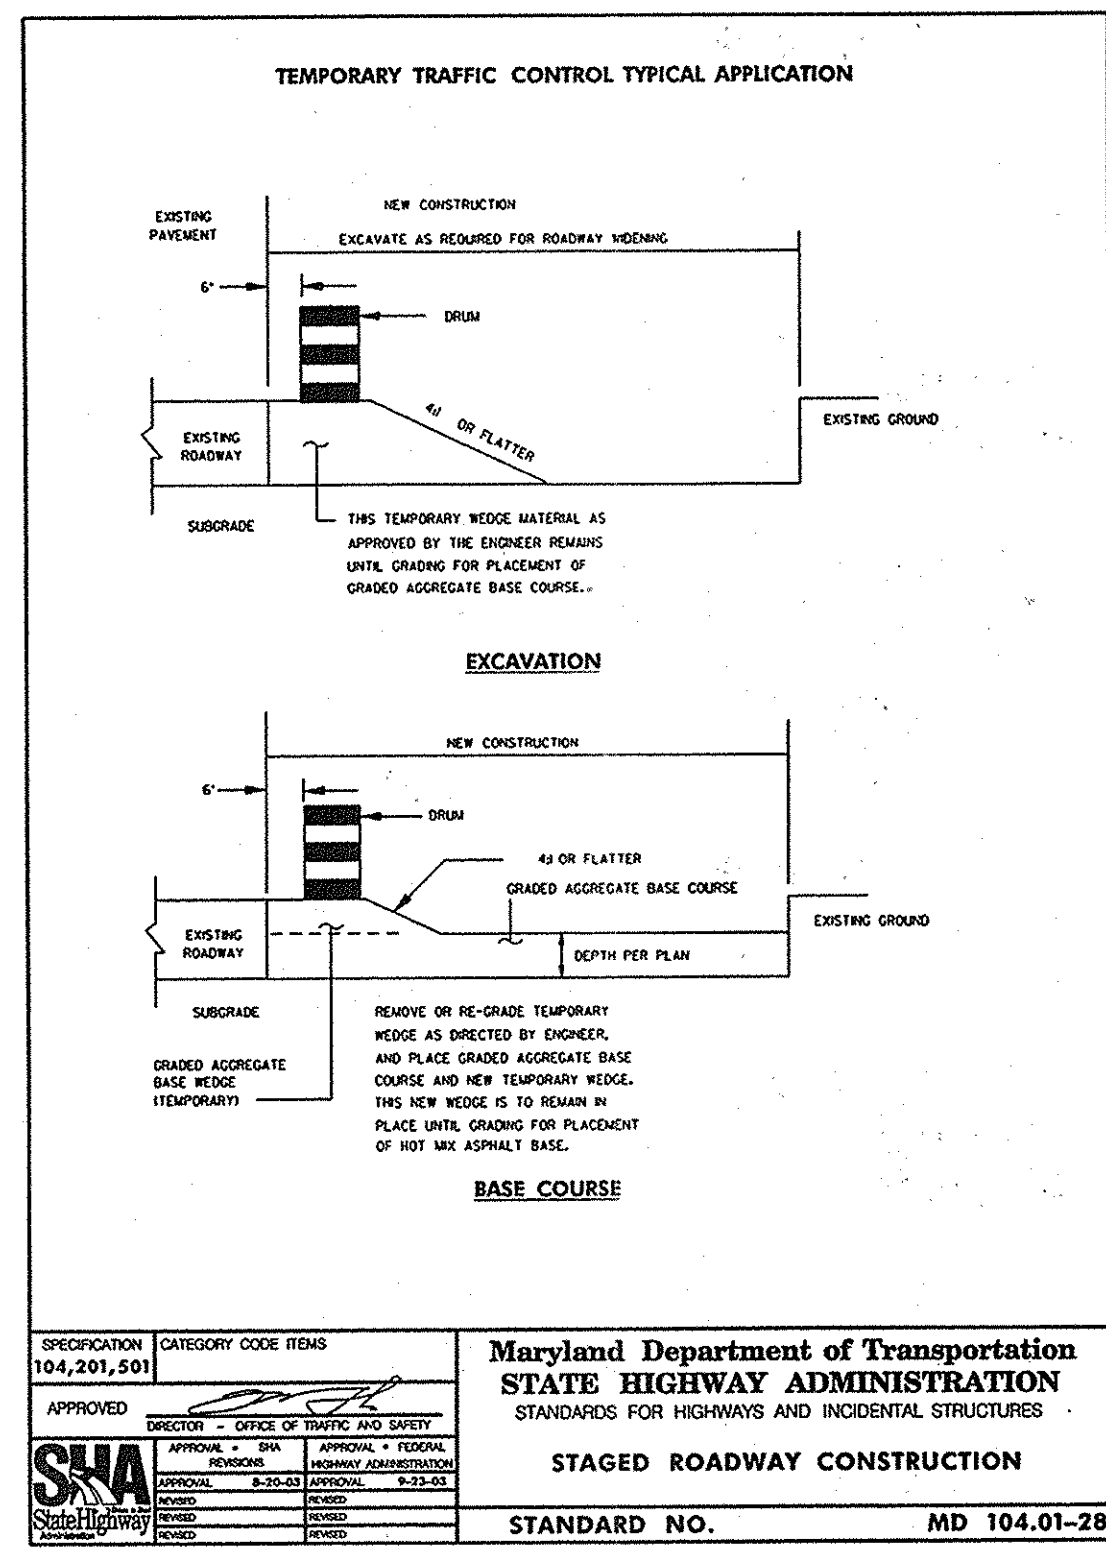 TEMPORARY TRAFFIC CONTROL TYPICAL APPLICATION
EXISTING
PAVEMENT
NEW CONSTRUCTION
EXCAVATE AS REQUIRED FOR ROADWAY WIDENING
6"
DRUM
4:1 OR FLATTER
EXISTING GROUND
EXISTING
ROADWAY
SUBGRADE
THIS TEMPORARY WEDGE MATERIAL AS
APPROVED BY THE ENGINEER REMAINS
UNTIL GRADING FOR PLACEMENT OF
GRADED AGGREGATE BASE COURSE.
EXCAVATION
NEW CONSTRUCTION
6"
DRUM
4:1 OR FLATTER
GRADED AGGREGATE BASE COURSE
EXISTING GROUND
EXISTING
ROADWAY
DEPTH PER PLAN
SUBGRADE
GRADED AGGREGATE
BASE WEDGE
(TEMPORARY)
REMOVE OR RE-GRADE TEMPORARY
WEDGE AS DIRECTED BY ENGINEER,
AND PLACE GRADED AGGREGATE BASE
COURSE AND NEW TEMPORARY WEDGE.
THIS NEW WEDGE IS TO REMAIN IN
PLACE UNTIL GRADING FOR PLACEMENT
OF HOT MIX ASPHALT BASE.
BASE COURSE
SPECIFICATION
104,201,501
CATEGORY CODE ITEMS
APPROVED
DIRECTOR - OFFICE OF TRAFFIC AND SAFETY
SHA
StateHighway
Administration
APPROVAL • SHA
REVISIONS
APPROVAL • FEDERAL
HIGHWAY ADMINISTRATION
APPROVAL 8-20-03
APPROVAL 9-23-03
REVISED
REVISED
REVISED
REVISED
REVISED
REVISED
Maryland Department of Transportation
STATE HIGHWAY ADMINISTRATION
STANDARDS FOR HIGHWAYS AND INCIDENTAL STRUCTURES
STAGED ROADWAY CONSTRUCTION
STANDARD NO. MD 104.01-28